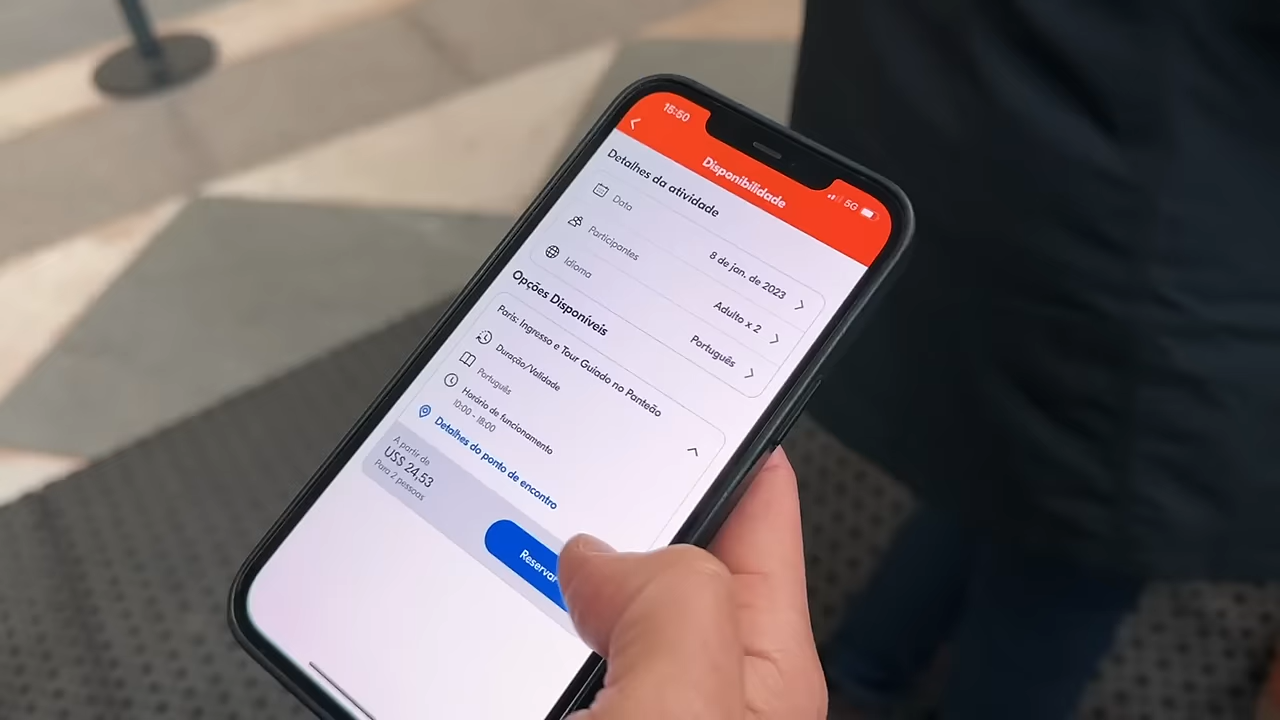 15:50
5G
Disponibilidade
Detalhes da atividade
Data
8 de jan. de 2023
Participantes
Adulto x 2
Idioma
Português
Opções Disponíveis
Paris: Ingresso e Tour Guiado no Panteão
Duração/Validade
Português
Horário de funcionamento
10:00 - 18:00
Detalhes do ponto de encontro
A partir de
US$ 24,53
Para 2 pessoas
Reservar